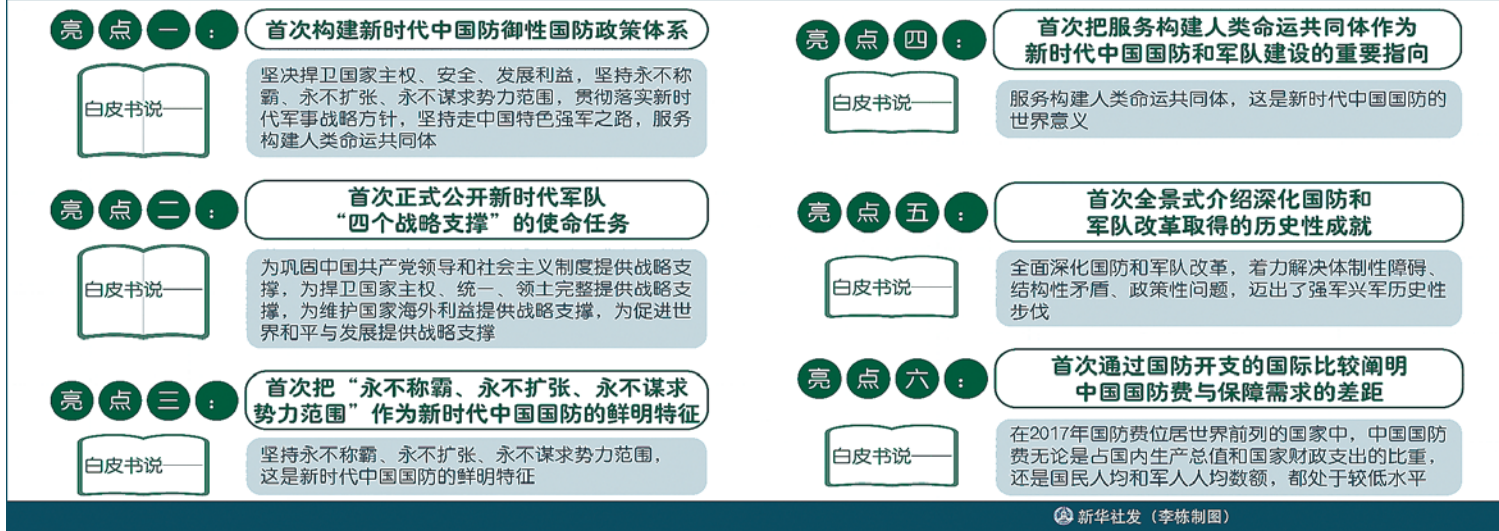 亮点一：
首次构建新时代中国防御性国防政策体系
白皮书说——
坚决捍卫国家主权、安全、发展利益，坚持永不称
霸、永不扩张、永不谋求势力范围，贯彻落实新时
代军事战略方针，坚持走中国特色强军之路，服务
构建人类命运共同体
亮点二：
首次正式公开新时代军队
“四个战略支撑”的使命任务
白皮书说——
为巩固中国共产党领导和社会主义制度提供战略支
撑，为捍卫国家主权、统一、领土完整提供战略支
撑，为维护国家海外利益提供战略支撑，为促进世
界和平与发展提供战略支撑
亮点三：
首次把“永不称霸、永不扩张、永不谋求
势力范围”作为新时代中国国防的鲜明特征
白皮书说——
坚持永不称霸、永不扩张、永不谋求势力范围，
这是新时代中国国防的鲜明特征
亮点四：
首次把服务构建人类命运共同体作为
新时代中国国防和军队建设的重要指向
白皮书说——
服务构建人类命运共同体，这是新时代中国国防的
世界意义
亮点五：
首次全景式介绍深化国防和
军队改革取得的历史性成就
白皮书说——
全面深化国防和军队改革，着力解决体制性障碍、
结构性矛盾、政策性问题，迈出了强军兴军历史性
步伐
亮点六：
首次通过国防开支的国际比较阐明
中国国防费与保障需求的差距
白皮书说——
在2017年国防费位居世界前列的国家中，中国国防
费无论是占国内生产总值和国家财政支出的比重，
还是国民人均和军人人均数额，都处于较低水平
新华社发（李栋制图）